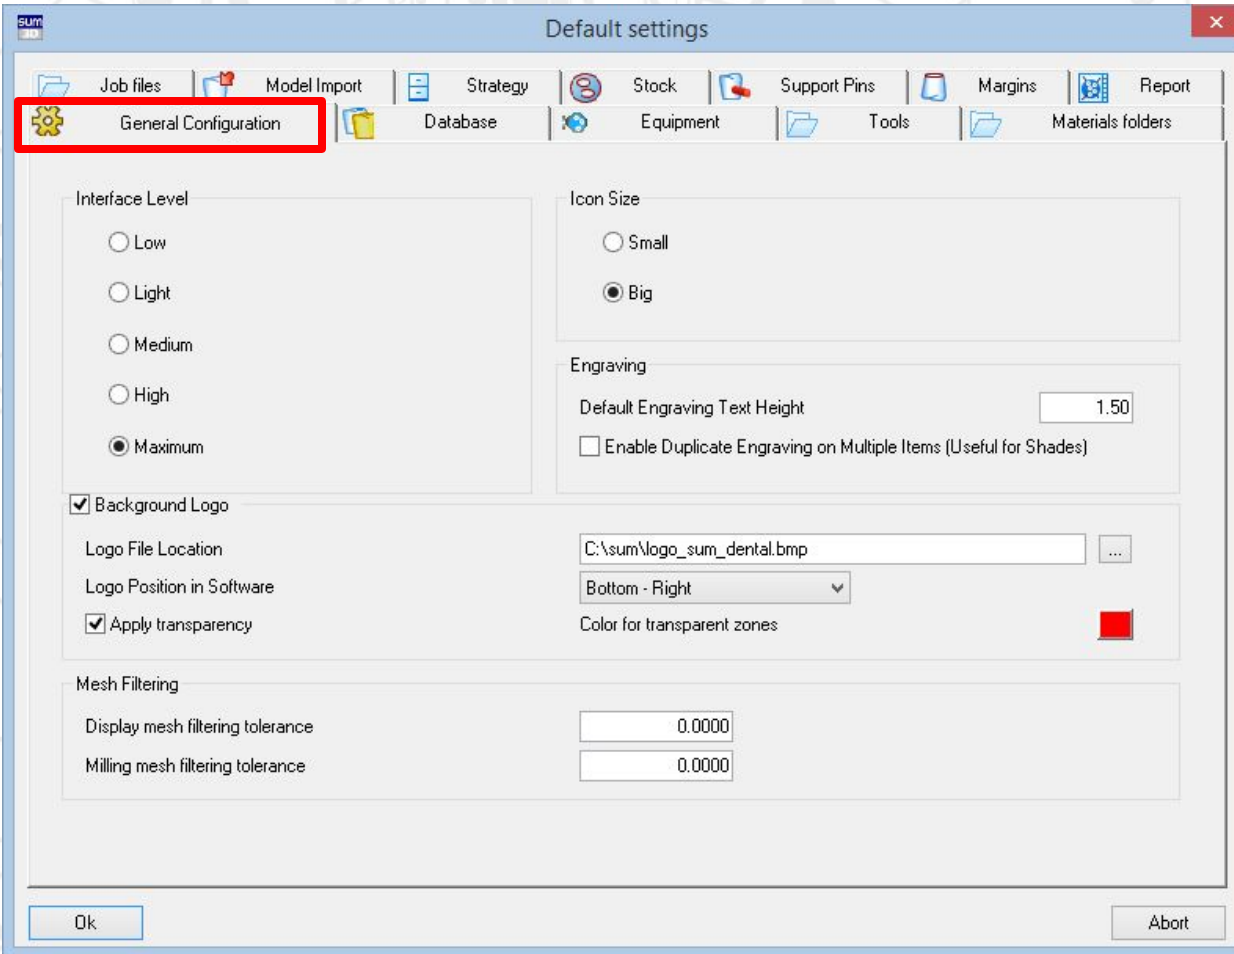 SUM
3D
Default settings
Job files Model Import Strategy Stock Support Pins Margins Report
General Configuration Database Equipment Tools Materials folders
Interface Level
Low
Light
Medium
High
Maximum
Icon Size
Small
Big
Engraving
Default Engraving Text Height 1.50
Enable Duplicate Engraving on Multiple Items (Useful for Shades)
Background Logo
Logo File Location C:\sum\logo_sum_dental.bmp ...
Logo Position in Software Bottom - Right
Apply transparency Color for transparent zones
Mesh Filtering
Display mesh filtering tolerance 0.0000
Milling mesh filtering tolerance 0.0000
Ok Abort